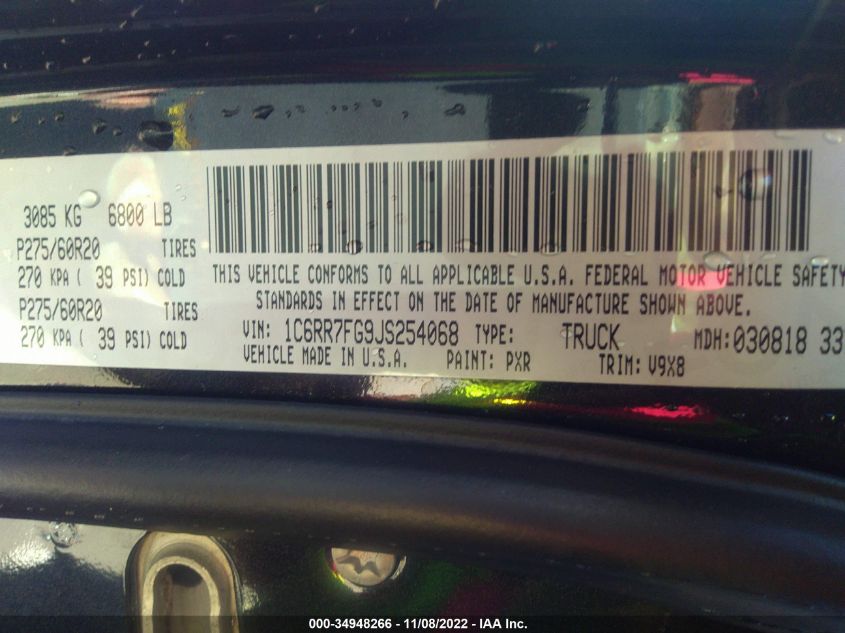 3085 KG 6800 LB
P275/60R20 TIRES
270 KPA ( 39 PSI) COLD
P275/60R20 TIRES
270 KPA ( 39 PSI) COLD
THIS VEHICLE CONFORMS TO ALL APPLICABLE U.S.A. FEDERAL MOTOR VEHICLE SAFETY
STANDARDS IN EFFECT ON THE DATE OF MANUFACTURE SHOWN ABOVE.
VIN: 1C6RR7FG9JS254068 TYPE: TRUCK MDH:030818 33
VEHICLE MADE IN U.S.A. PAINT: PXR TRIM: V9X8
000-34948266 - 11/08/2022 - IAA Inc.